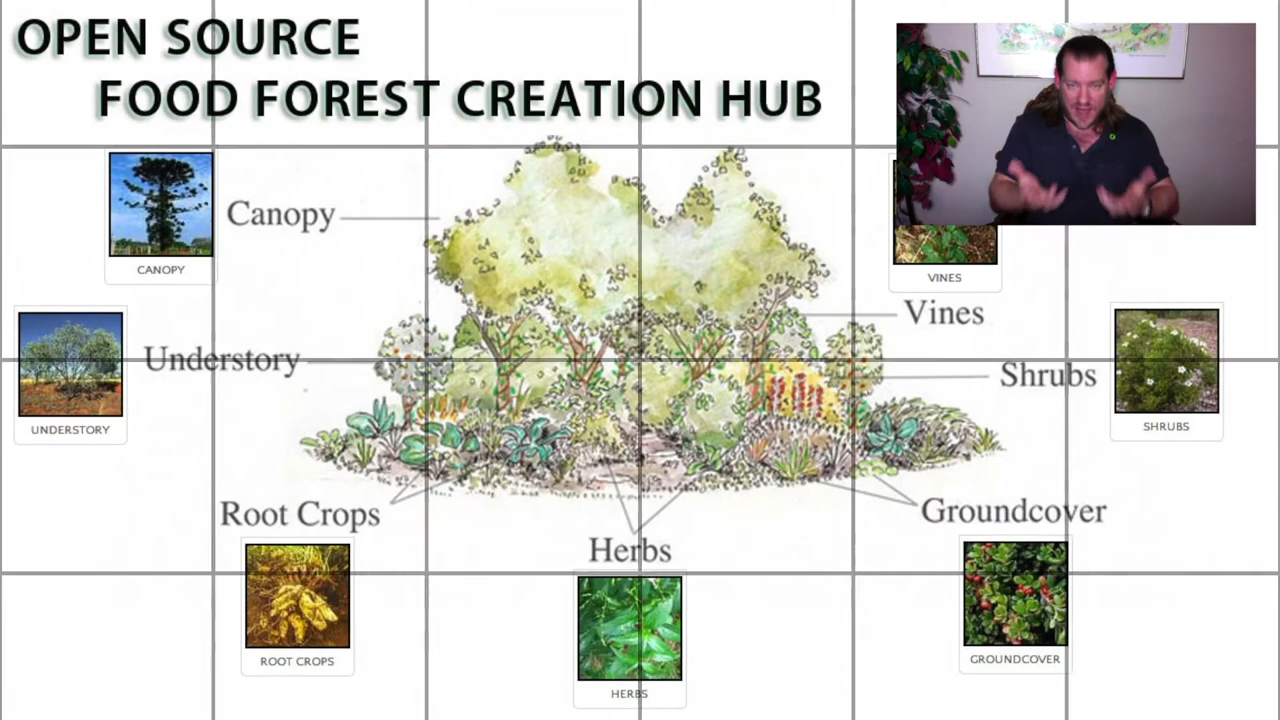 OPEN SOURCE
FOOD FOREST CREATION HUB
Canopy
CANOPY
VINES
Vines
Understory
Shrubs
UNDERSTORY
SHRUBS
Root Crops
Groundcover
Herbs
ROOT CROPS
GROUNDCOVER
HERBS